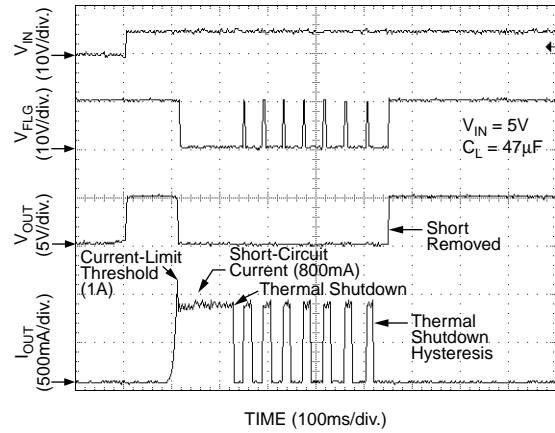 V_IN
(10V/div.)
V_FLG
(10V/div.)
V_IN = 5V
C_L = 47µF
V_OUT
(5V/div.)
Short
Removed
Current-Limit
Threshold
(1A)
Short-Circuit
Current (800mA)
Thermal Shutdown
I_OUT
(500mA/div.)
Thermal
Shutdown
Hysteresis
TIME (100ms/div.)